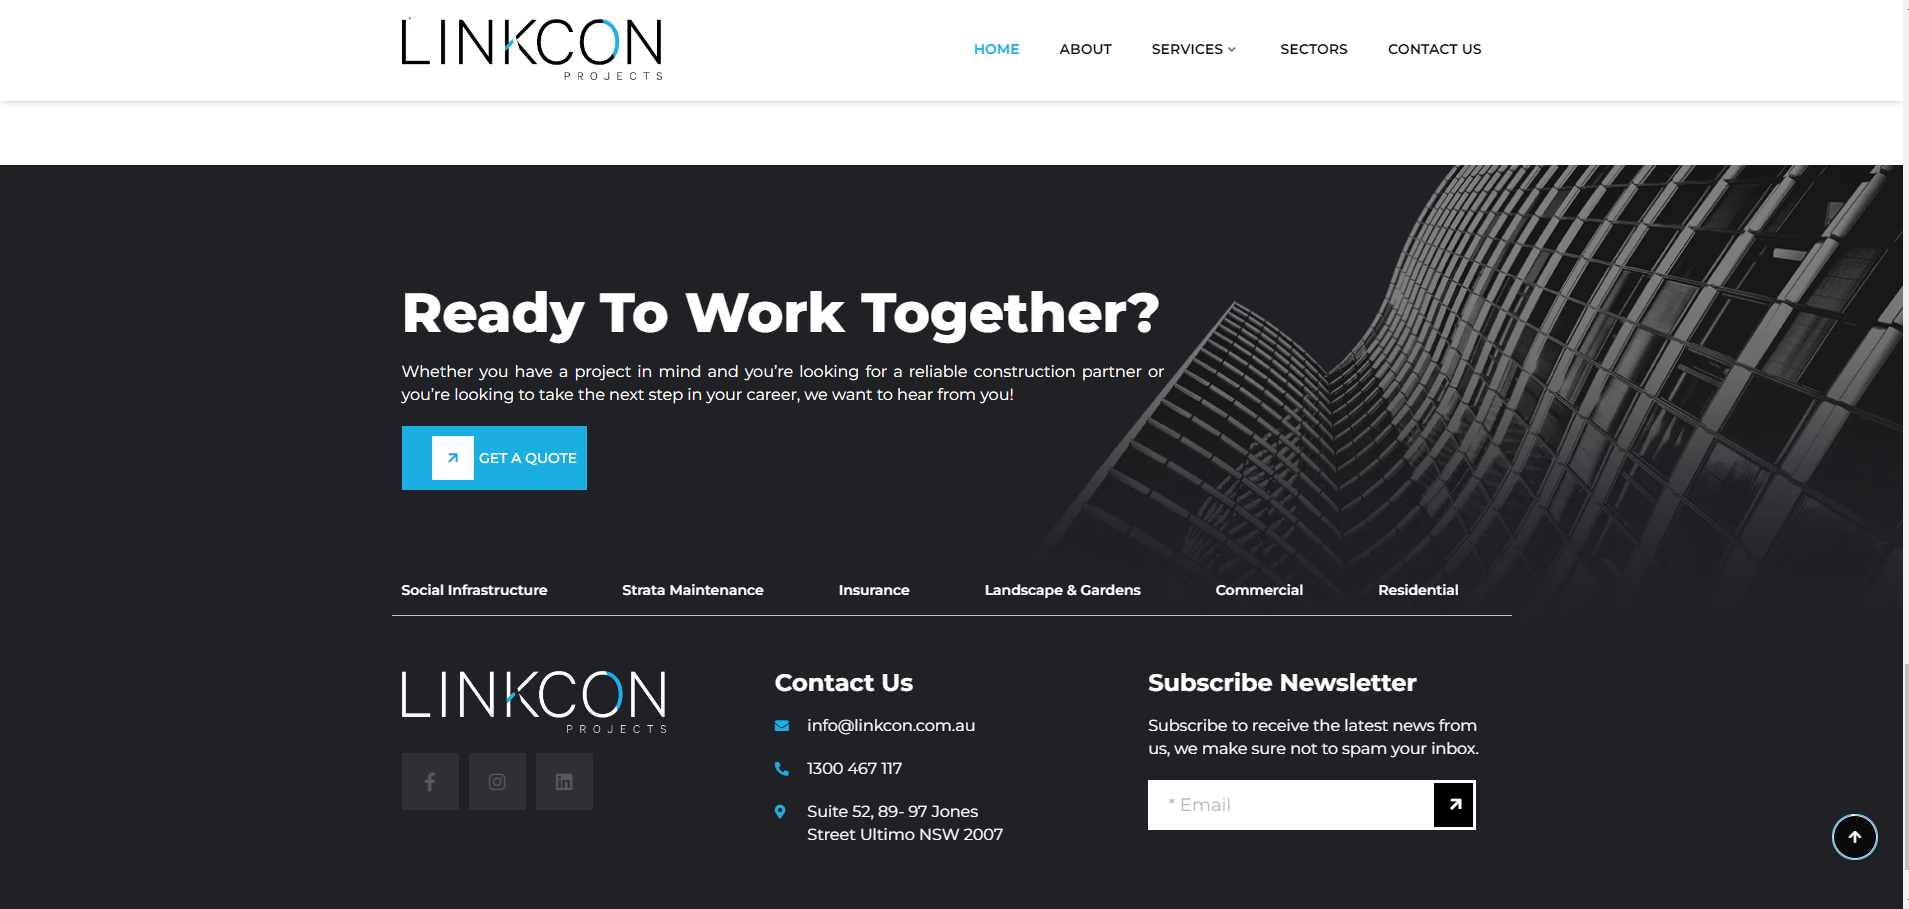 LINKCON
PROJECTS
HOME ABOUT SERVICES SECTORS CONTACT US
Ready To Work Together?
Whether you have a project in mind and you’re looking for a reliable construction partner or
you’re looking to take the next step in your career, we want to hear from you!
GET A QUOTE
Social Infrastructure Strata Maintenance Insurance Landscape & Gardens Commercial Residential
LINKCON
PROJECTS
Contact Us
info@linkcon.com.au
1300 467 117
Suite 52, 89- 97 Jones
Street Ultimo NSW 2007
Subscribe Newsletter
Subscribe to receive the latest news from
us, we make sure not to spam your inbox.
* Email